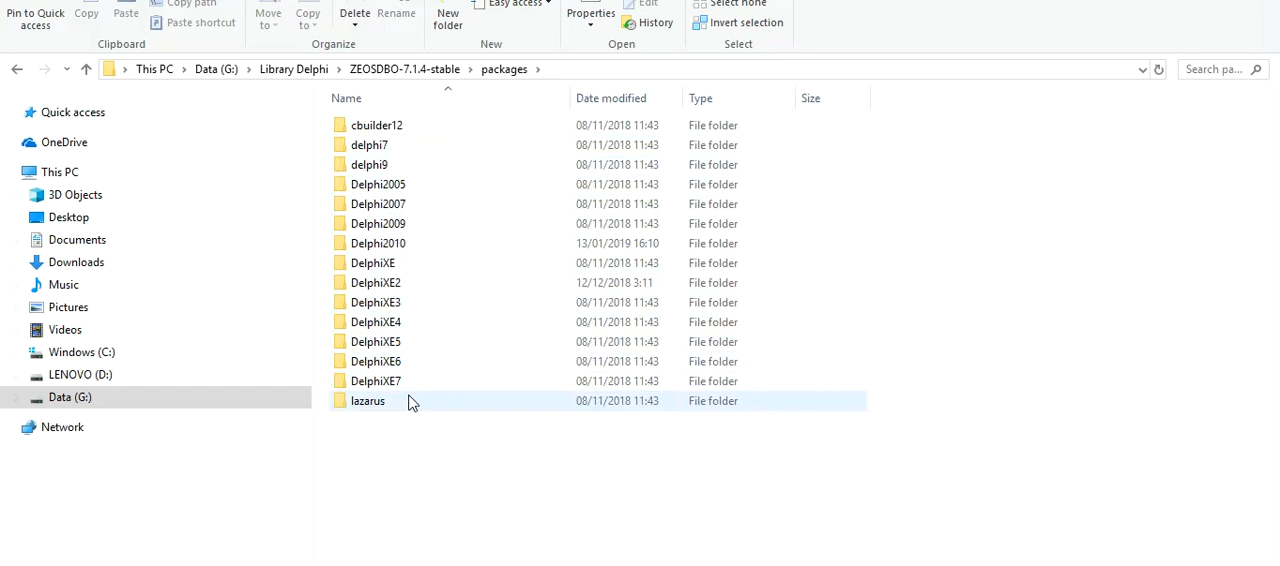 Pin to Quick access
Copy
Paste
Copy path
Paste shortcut
Clipboard
Move to
Copy to
Delete
Rename
Organize
New folder
Easy access
New
Properties
Edit
History
Open
Select none
Invert selection
Select
This PC > Data (G:) > Library Delphi > ZEOSDBO-7.1.4-stable > packages >
Search pa...
Quick access
OneDrive
This PC
3D Objects
Desktop
Documents
Downloads
Music
Pictures
Videos
Windows (C:)
LENOVO (D:)
Data (G:)
Network
Name Date modified Type Size
cbuilder12 08/11/2018 11:43 File folder
delphi7 08/11/2018 11:43 File folder
delphi9 08/11/2018 11:43 File folder
Delphi2005 08/11/2018 11:43 File folder
Delphi2007 08/11/2018 11:43 File folder
Delphi2009 08/11/2018 11:43 File folder
Delphi2010 13/01/2019 16:10 File folder
DelphiXE 08/11/2018 11:43 File folder
DelphiXE2 12/12/2018 3:11 File folder
DelphiXE3 08/11/2018 11:43 File folder
DelphiXE4 08/11/2018 11:43 File folder
DelphiXE5 08/11/2018 11:43 File folder
DelphiXE6 08/11/2018 11:43 File folder
DelphiXE7 08/11/2018 11:43 File folder
lazarus 08/11/2018 11:43 File folder